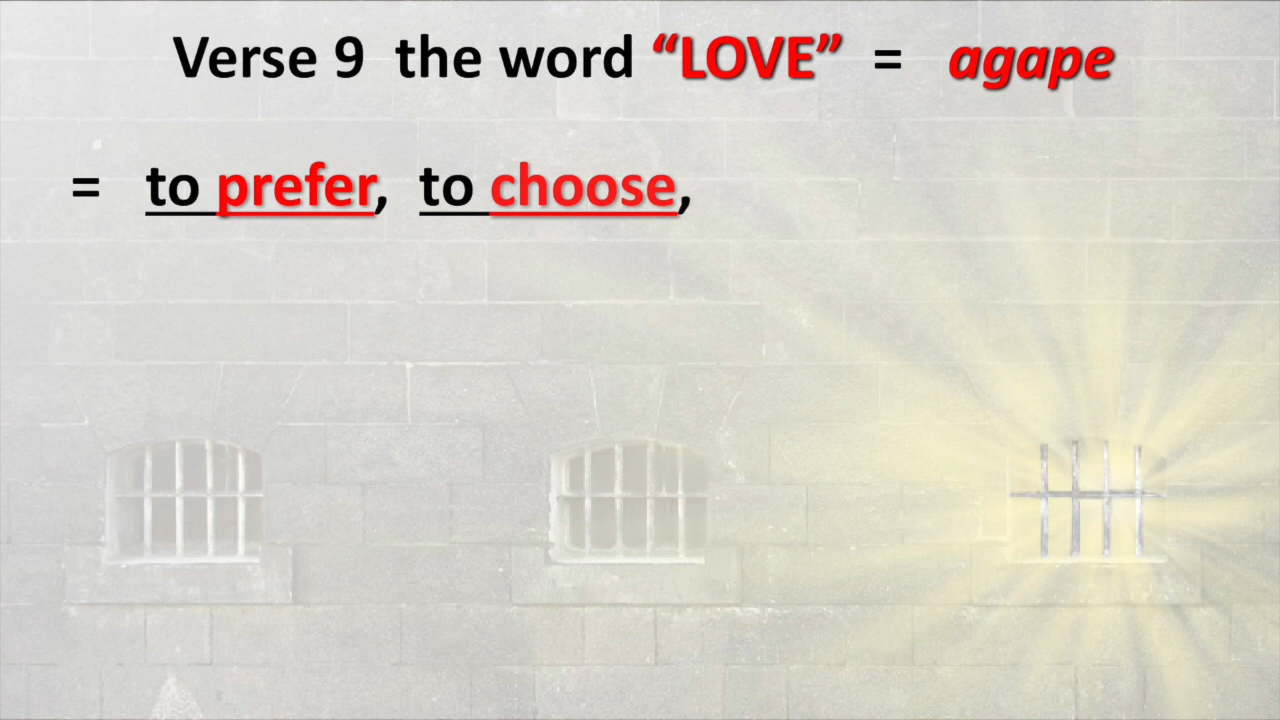 Verse 9 the word “LOVE” = agape
= to prefer, to choose,